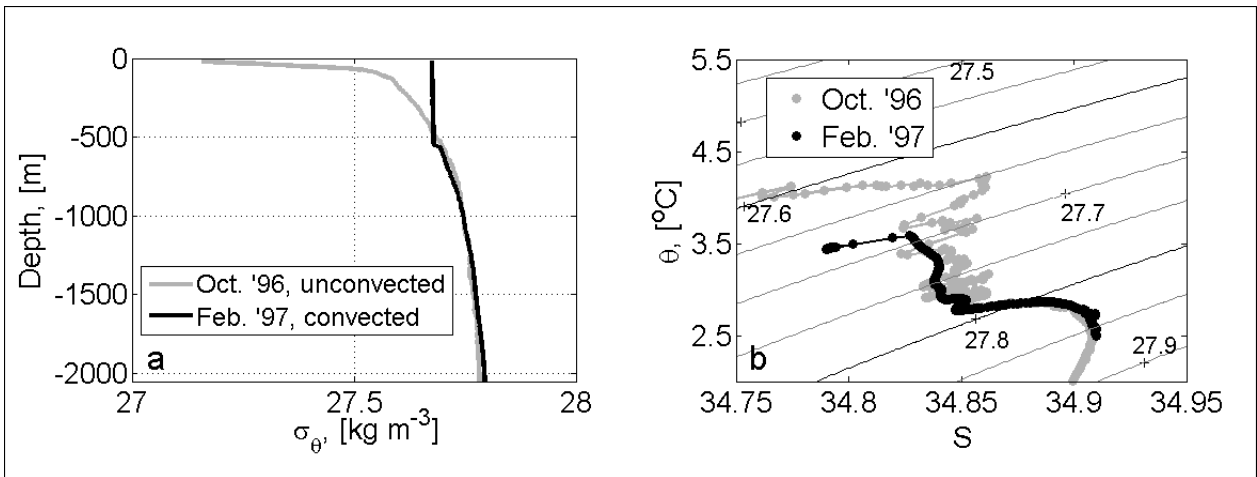 0
-500
-1000
-1500
-2000
Depth, [m]
Oct. '96, unconvected
Feb. '97, convected
a
27
27.5
28
σθ, [kg m-3]
5.5
4.5
3.5
2.5
θ, [ºC]
Oct. '96
Feb. '97
27.5
27.6
27.7
27.8
27.9
b
34.75
34.8
34.85
34.9
34.95
S